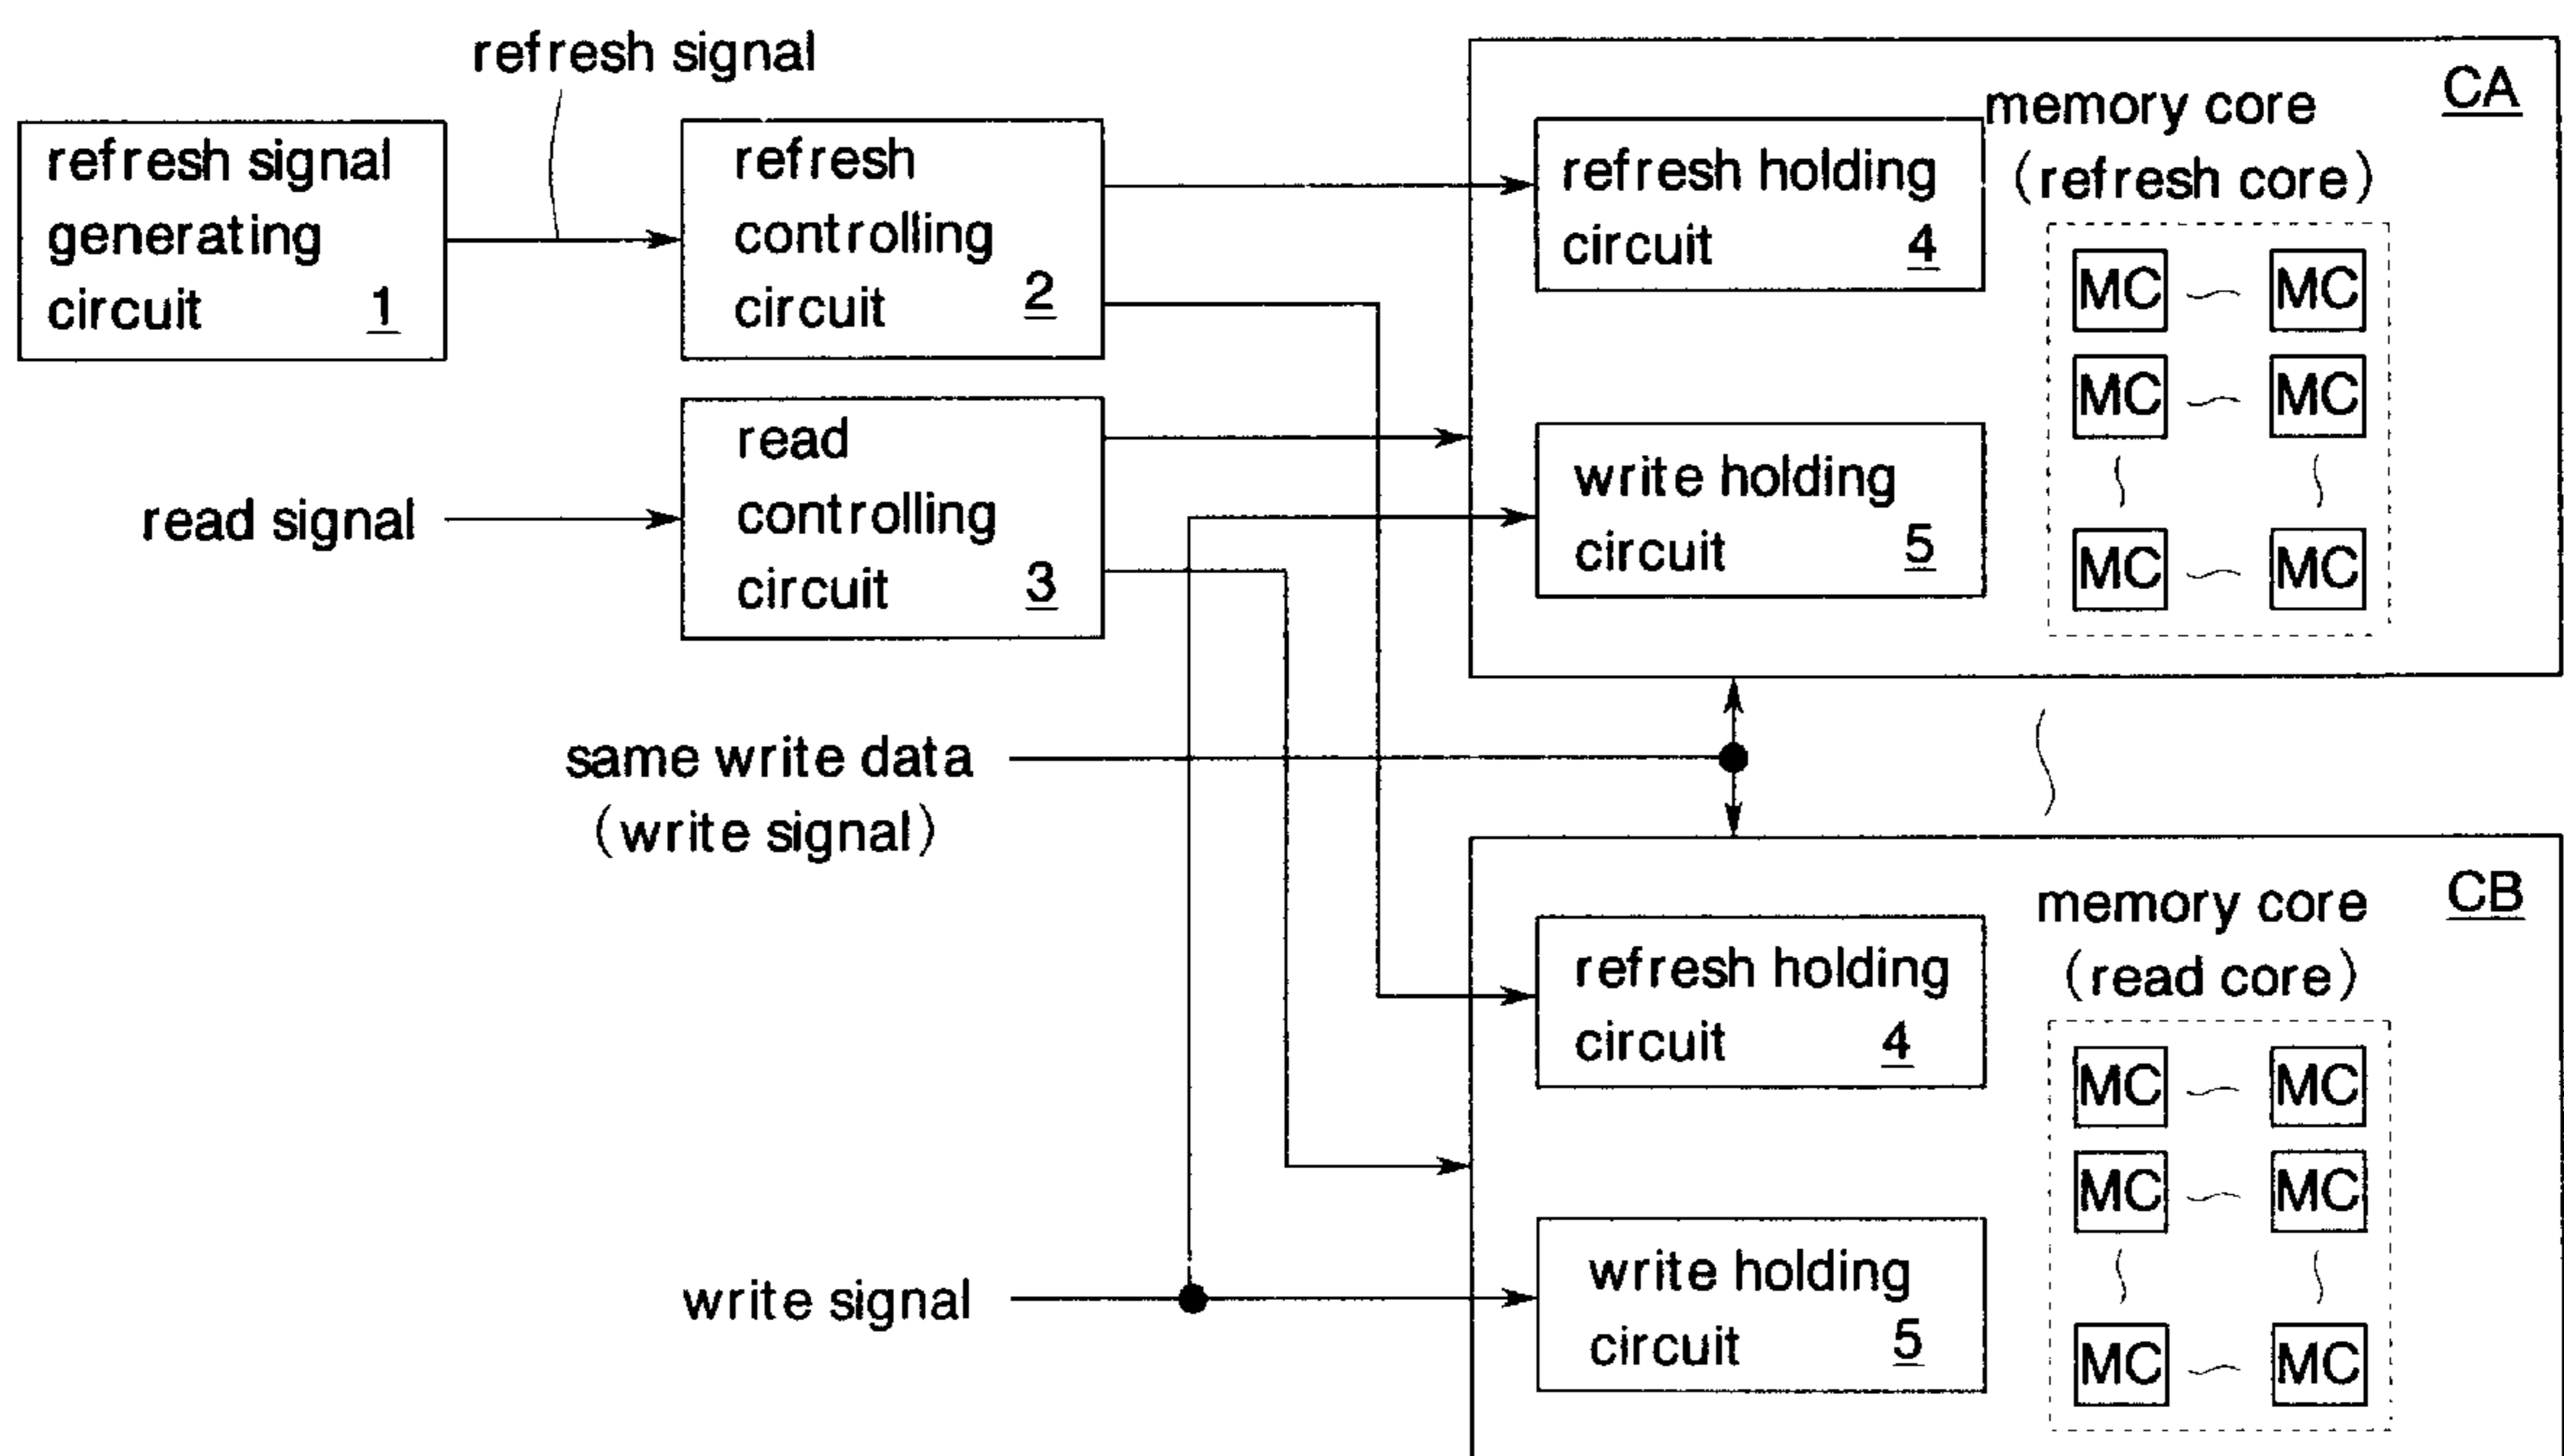 refresh signal
refresh signal
generating
circuit 1
refresh
controlling
circuit 2
read signal
read
controlling
circuit 3
same write data
(write signal)
write signal
CA
memory core
(refresh core)
refresh holding
circuit 4
write holding
circuit 5
MC MC
MC MC
MC MC
CB
memory core
(read core)
refresh holding
circuit 4
write holding
circuit 5
MC MC
MC MC
MC MC